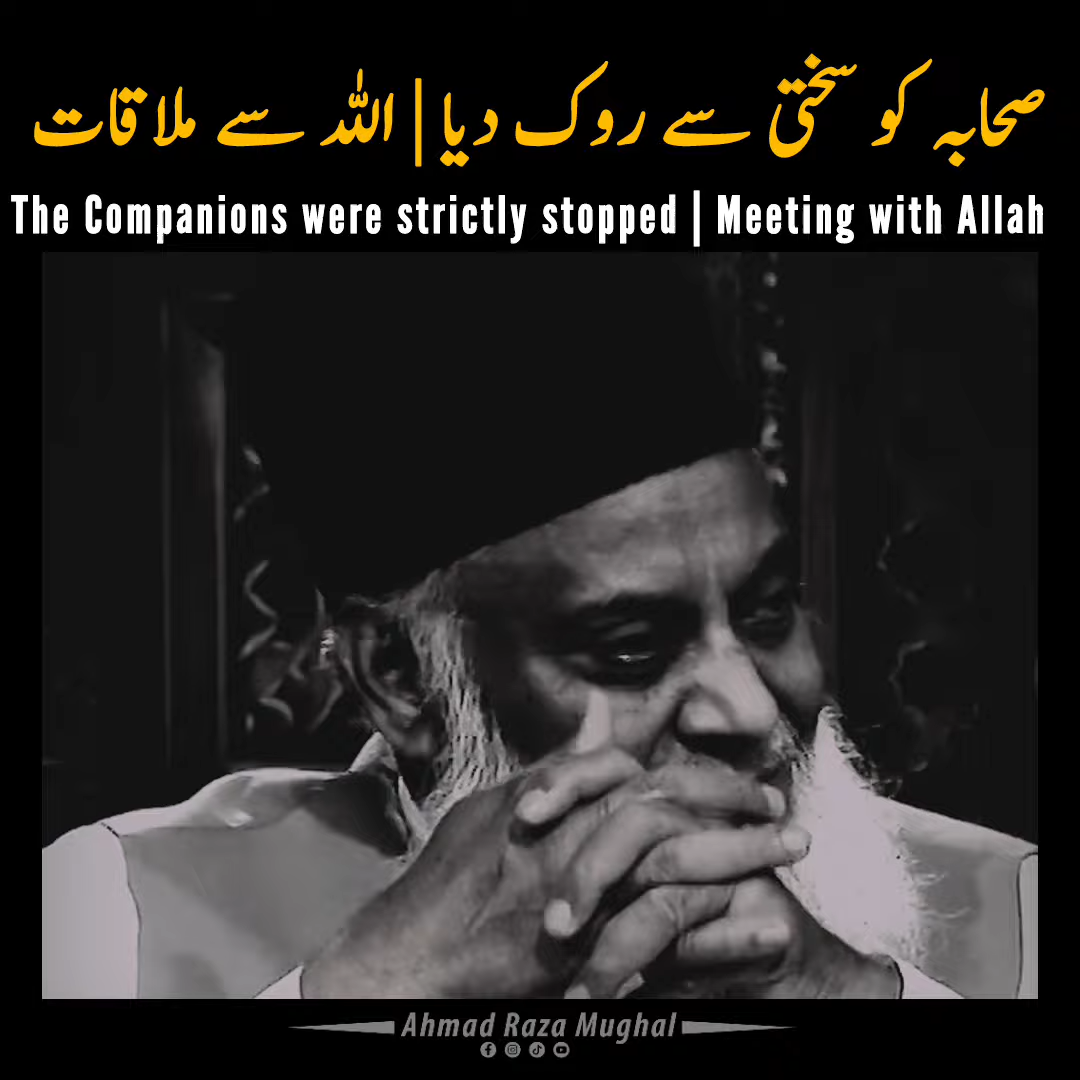 صحابہ کو سختی سے روک دیا | اللہ سے ملاقات
The Companions were strictly stopped | Meeting with Allah
Ahmad Raza Mughal